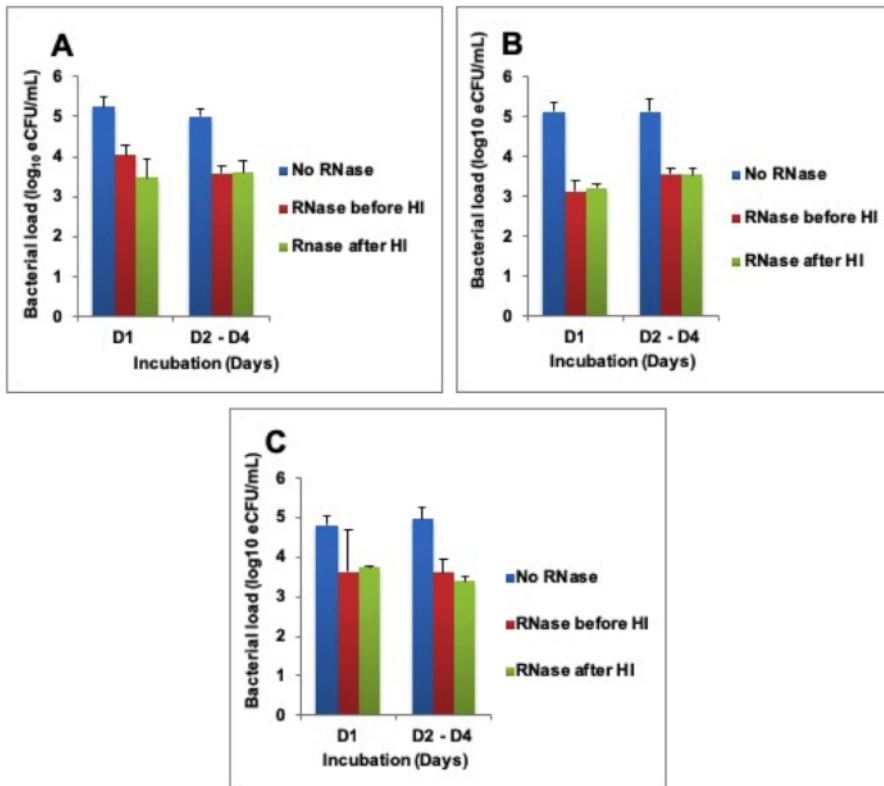 A
Bacterial load (log₁₀ eCFU/mL)
6
5
4
3
2
1
0
D1
D2 - D4
Incubation (Days)
No RNase
RNase before HI
Rnase after HI
B
Bacterial load (log10 eCFU/mL)
6
5
4
3
2
1
0
D1
D2 - D4
Incubation (Days)
No RNase
RNase before HI
RNase after HI
C
Bacterial load (log10 eCFU/mL)
6
5
4
3
2
1
0
D1
D2 - D4
Incubation (Days)
No RNase
RNase before HI
RNase after HI